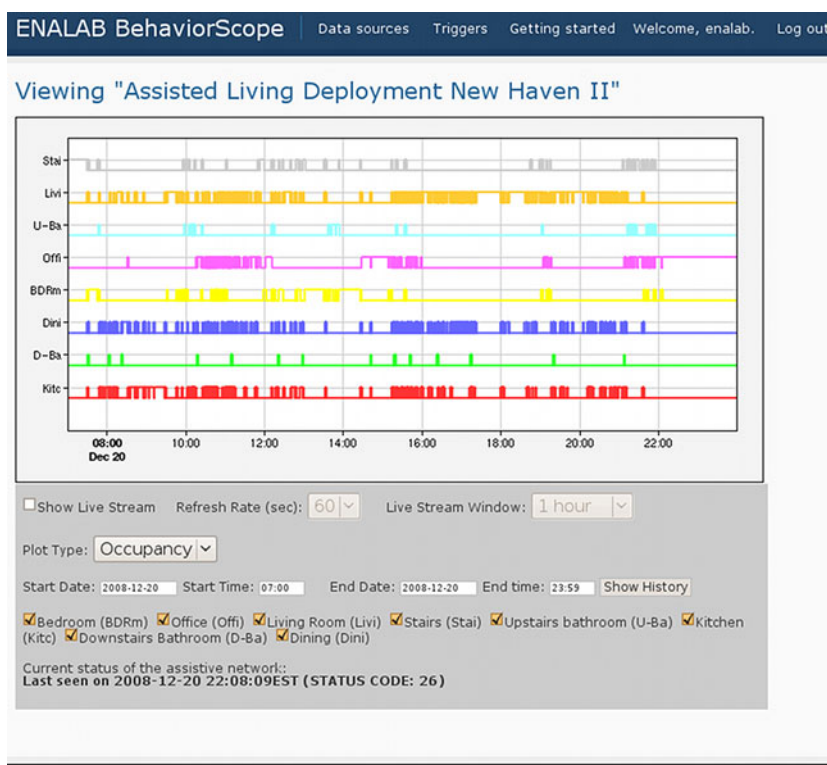 ENALAB BehaviorScope Data sources Triggers Getting started Welcome, enalab. Log out
Viewing "Assisted Living Deployment New Haven II"
Stai
Livi
U-Ba
Offi
BDRm
Dini
D-Ba
Kitc
08:00 10:00 12:00 14:00 16:00 18:00 20:00 22:00
Dec 20
Show Live Stream Refresh Rate (sec): 60 Live Stream Window: 1 hour
Plot Type: Occupancy
Start Date: 2008-12-20 Start Time: 07:00 End Date: 2008-12-20 End time: 23:59 Show History
Bedroom (BDRm) Office (Offi) Living Room (Livi) Stairs (Stai) Upstairs bathroom (U-Ba) Kitchen
(Kitc) Downstairs Bathroom (D-Ba) Dining (Dini)
Current status of the assistive network::
Last seen on 2008-12-20 22:08:09EST (STATUS CODE: 26)